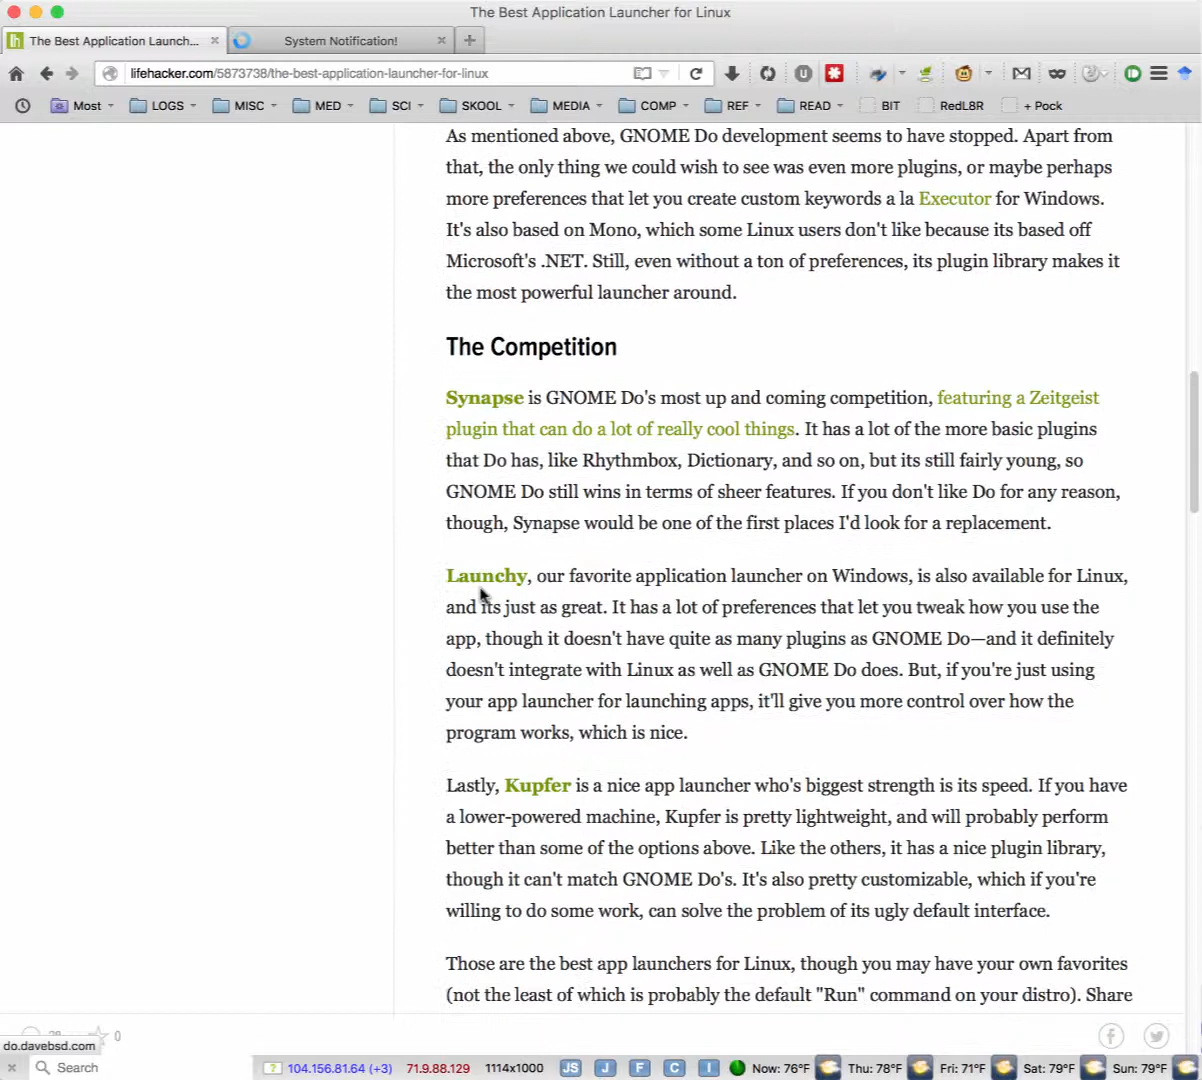 The Best Application Launcher for Linux
The Best Application Launch...
System Notification!
lifehacker.com/5873738/the-best-application-launcher-for-linux
Most LOGS MISC MED SCI SKOOL MEDIA COMP REF READ BIT RedL8R + Pock
As mentioned above, GNOME Do development seems to have stopped. Apart from
that, the only thing we could wish to see was even more plugins, or maybe perhaps
more preferences that let you create custom keywords a la Executor for Windows.
It's also based on Mono, which some Linux users don't like because its based off
Microsoft's .NET. Still, even without a ton of preferences, its plugin library makes it
the most powerful launcher around.
The Competition
Synapse is GNOME Do's most up and coming competition, featuring a Zeitgeist
plugin that can do a lot of really cool things. It has a lot of the more basic plugins
that Do has, like Rhythmbox, Dictionary, and so on, but its still fairly young, so
GNOME Do still wins in terms of sheer features. If you don't like Do for any reason,
though, Synapse would be one of the first places I'd look for a replacement.
Launchy, our favorite application launcher on Windows, is also available for Linux,
and its just as great. It has a lot of preferences that let you tweak how you use the
app, though it doesn't have quite as many plugins as GNOME Do—and it definitely
doesn't integrate with Linux as well as GNOME Do does. But, if you're just using
your app launcher for launching apps, it'll give you more control over how the
program works, which is nice.
Lastly, Kupfer is a nice app launcher who's biggest strength is its speed. If you have
a lower-powered machine, Kupfer is pretty lightweight, and will probably perform
better than some of the options above. Like the others, it has a nice plugin library,
though it can't match GNOME Do's. It's also pretty customizable, which if you're
willing to do some work, can solve the problem of its ugly default interface.
Those are the best app launchers for Linux, though you may have your own favorites
(not the least of which is probably the default "Run" command on your distro). Share
0
do.davebsd.com
Search
? 104.156.81.64 (+3) 71.9.88.129 1114x1000 JS J F C I Now: 76°F Thu: 78°F Fri: 71°F Sat: 79°F Sun: 79°F